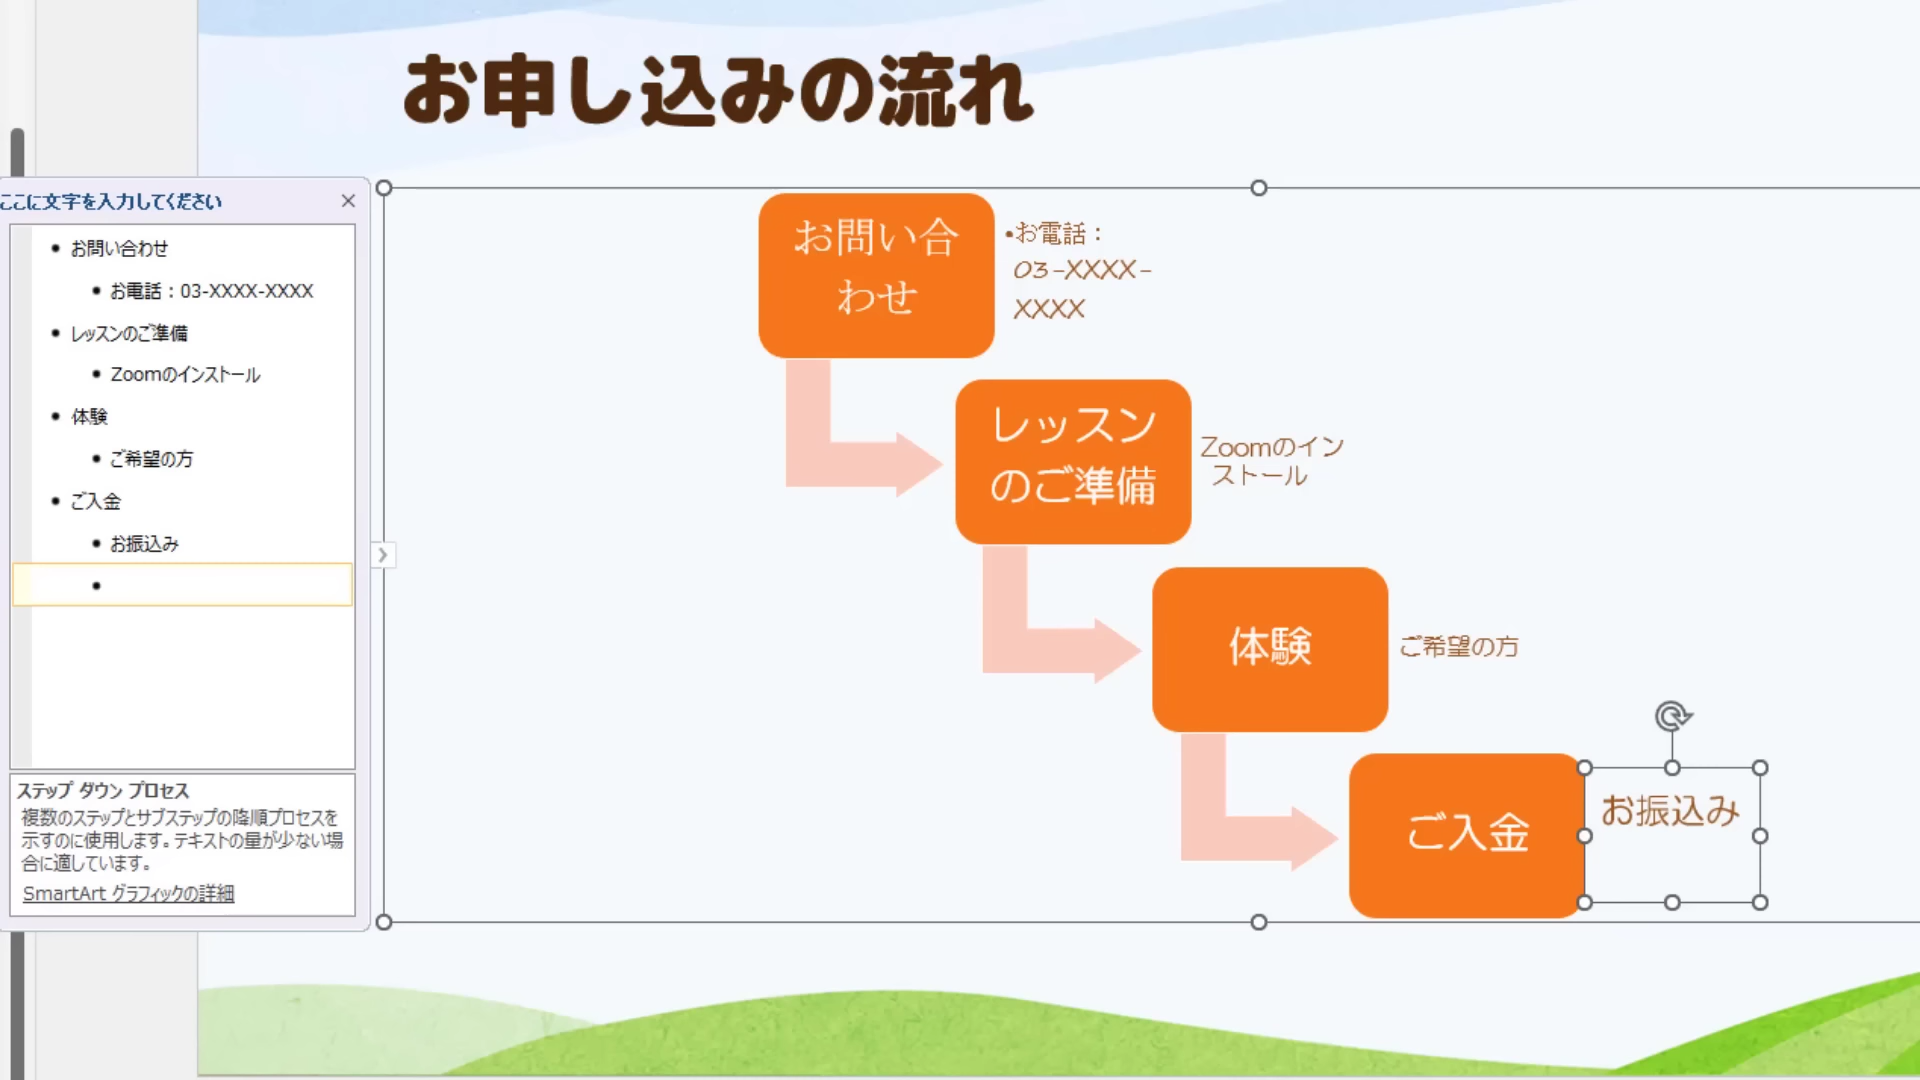 お申し込みの流れ
ここに文字を入力してください
• お問い合わせ
• お電話：03-XXXX-XXXX
• レッスンのご準備
• Zoomのインストール
• 体験
• ご希望の方
• ご入金
• お振込み
•
ステップ ダウン プロセス
複数のステップとサブステップの降順プロセスを
示すのに使用します。テキストの量が少ない場
合に適しています。
SmartArt グラフィックの詳細
お問い合
わせ
•お電話：
03-XXXX-
XXXX
レッスン
のご準備
Zoomのイン
ストール
体験
ご希望の方
ご入金
お振込み